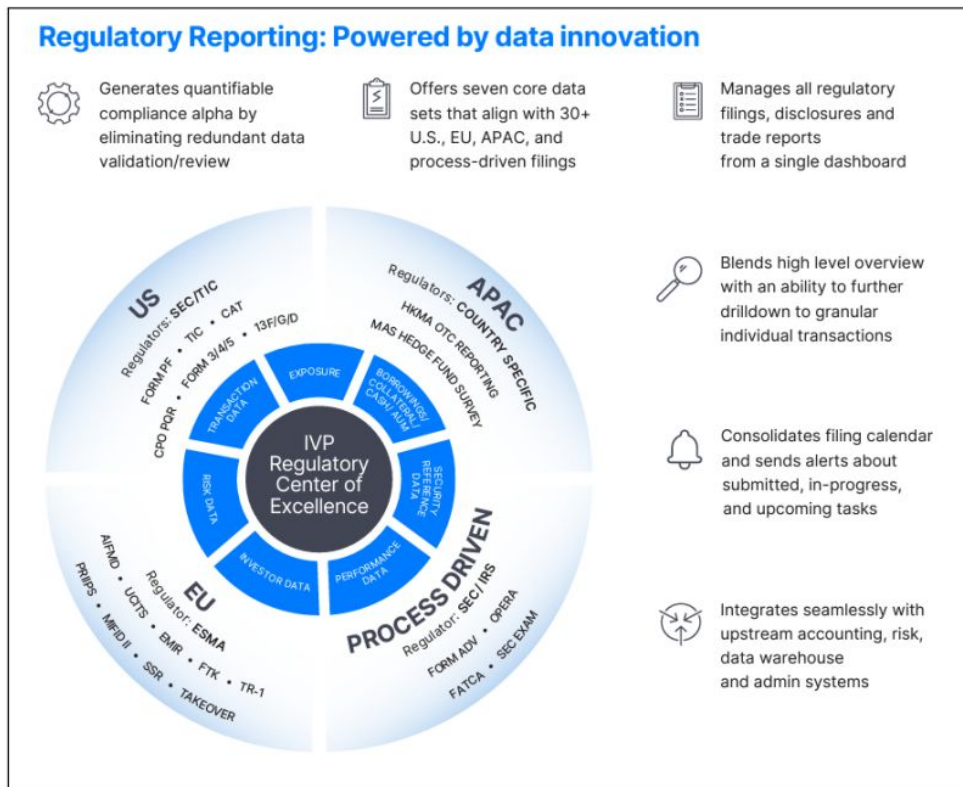 Regulatory Reporting: Powered by data innovation
Generates quantifiable
compliance alpha by
eliminating redundant data
validation/review
Offers seven core data
sets that align with 30+
U.S., EU, APAC, and
process-driven filings
Manages all regulatory
filings, disclosures and
trade reports
from a single dashboard
Blends high level overview
with an ability to further
drilldown to granular
individual transactions
Consolidates filing calendar
and sends alerts about
submitted, in-progress,
and upcoming tasks
Integrates seamlessly with
upstream accounting, risk,
data warehouse
and admin systems
US
Regulators: SEC/TIC
FORM PF • TIC • CAT
CPO PQR • FORM 3/4/5 • 13F/G/D
APAC
Regulators: COUNTRY SPECIFIC
HKMA OTC REPORTING
MAS HEDGE FUND SURVEY
EXPOSURE
BORROWINGS/
COLLATERAL/
CASH/ AUM
SECURITY
REFERENCE
DATA
PERFORMANCE
DATA
INVESTOR DATA
RISK DATA
TRANSACTION
DATA
IVP
Regulatory
Center of
Excellence
EU
Regulator: ESMA
AIFMD • UCITS • EMIR • FTK • TR-1
PRIIPS • MIFID II • SSR • TAKEOVER
PROCESS DRIVEN
Regulator: SEC/IRS
FORM ADV • OPERA
FATCA • SEC EXAM